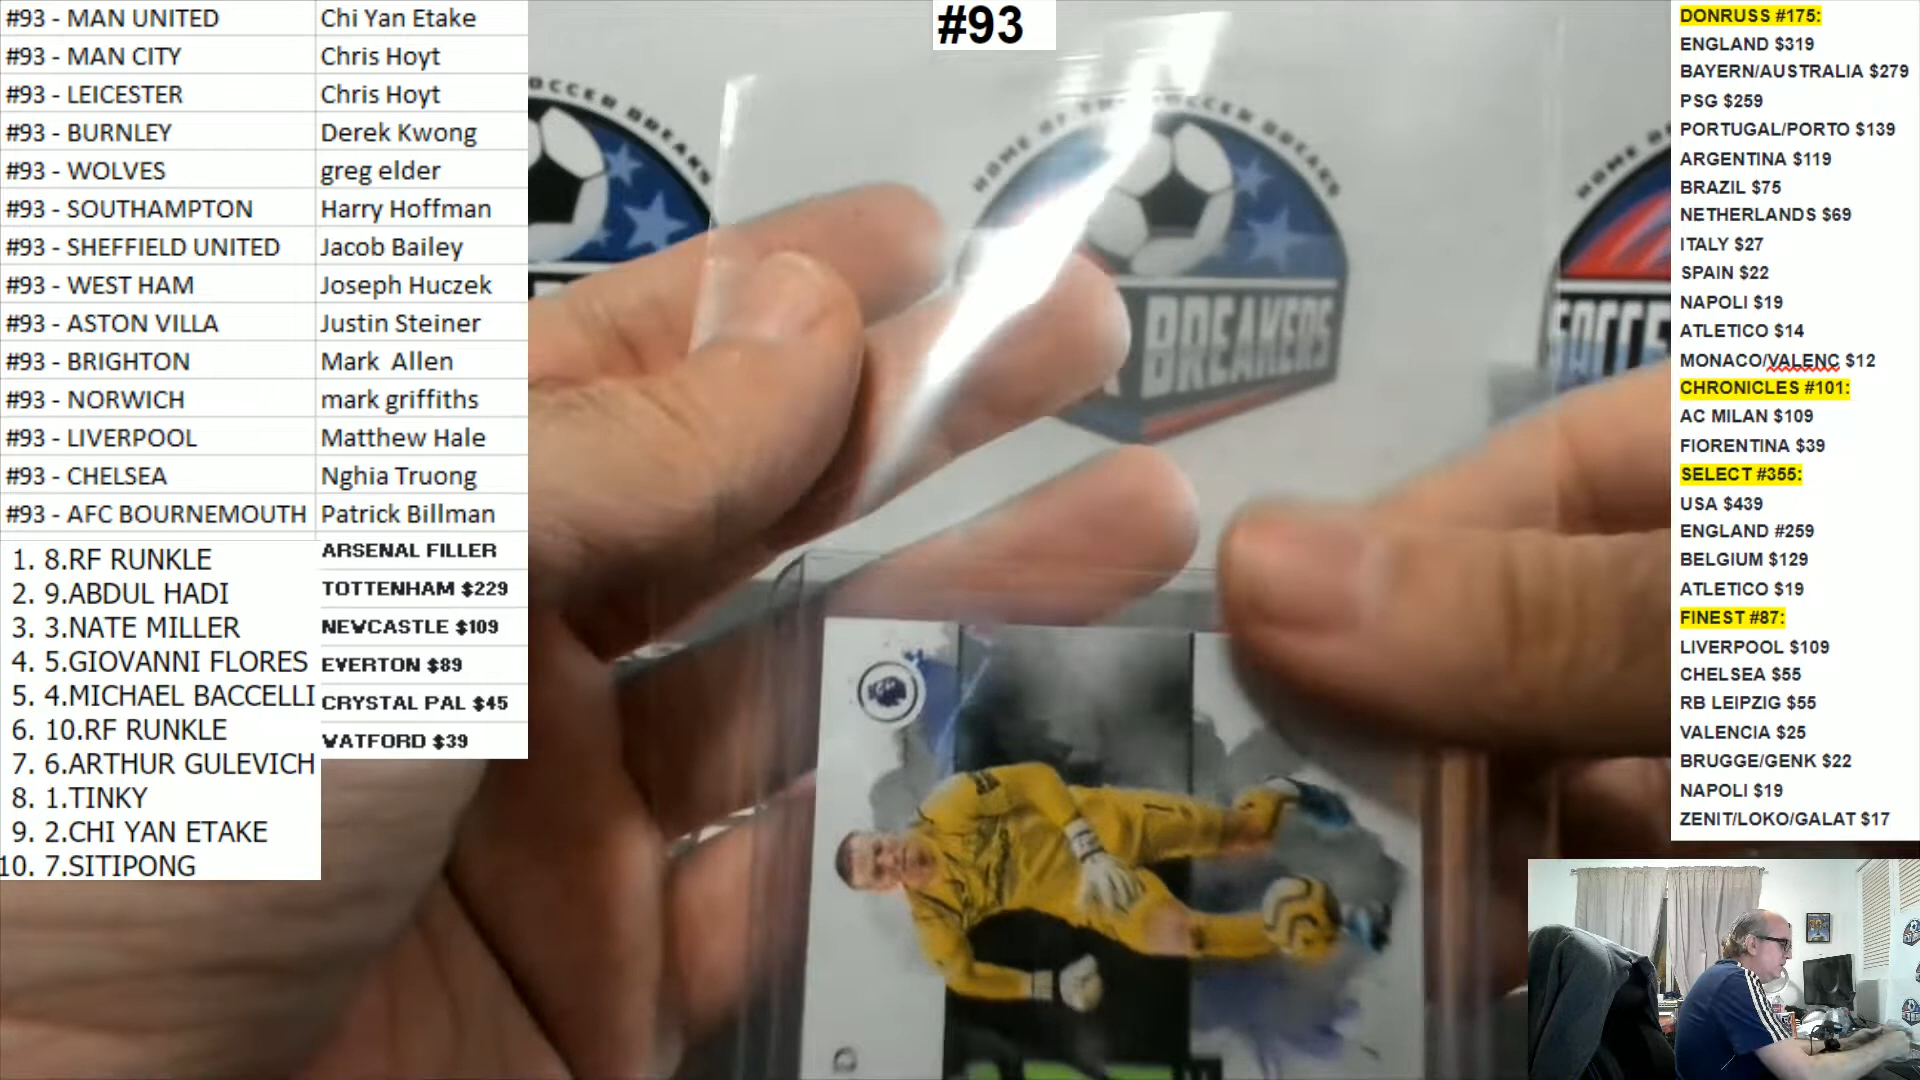 #93 - MAN UNITED Chi Yan Etake
#93 - MAN CITY Chris Hoyt
#93 - LEICESTER Chris Hoyt
#93 - BURNLEY Derek Kwong
#93 - WOLVES greg elder
#93 - SOUTHAMPTON Harry Hoffman
#93 - SHEFFIELD UNITED Jacob Bailey
#93 - WEST HAM Joseph Huczek
#93 - ASTON VILLA Justin Steiner
#93 - BRIGHTON Mark Allen
#93 - NORWICH mark griffiths
#93 - LIVERPOOL Matthew Hale
#93 - CHELSEA Nghia Truong
#93 - AFC BOURNEMOUTH Patrick Billman
1. 8.RF RUNKLE
2. 9.ABDUL HADI
3. 3.NATE MILLER
4. 5.GIOVANNI FLORES
5. 4.MICHAEL BACCELLI
6. 10.RF RUNKLE
7. 6.ARTHUR GULEVICH
8. 1.TINKY
9. 2.CHI YAN ETAKE
10. 7.SITIPONG
ARSENAL FILLER
TOTTENHAM $229
NEWCASTLE $109
EVERTON $89
CRYSTAL PAL $45
WATFORD $39
#93
HOME OF THE SOCCER BREAKS
BREAKERS
DONRUSS #175:
ENGLAND $319
BAYERN/AUSTRALIA $279
PSG $259
PORTUGAL/PORTO $139
ARGENTINA $119
BRAZIL $75
NETHERLANDS $69
ITALY $27
SPAIN $22
NAPOLI $19
ATLETICO $14
MONACO/VALENC $12
CHRONICLES #101:
AC MILAN $109
FIORENTINA $39
SELECT #355:
USA $439
ENGLAND #259
BELGIUM $129
ATLETICO $19
FINEST #87:
LIVERPOOL $109
CHELSEA $55
RB LEIPZIG $55
VALENCIA $25
BRUGGE/GENK $22
NAPOLI $19
ZENIT/LOKO/GALAT $17